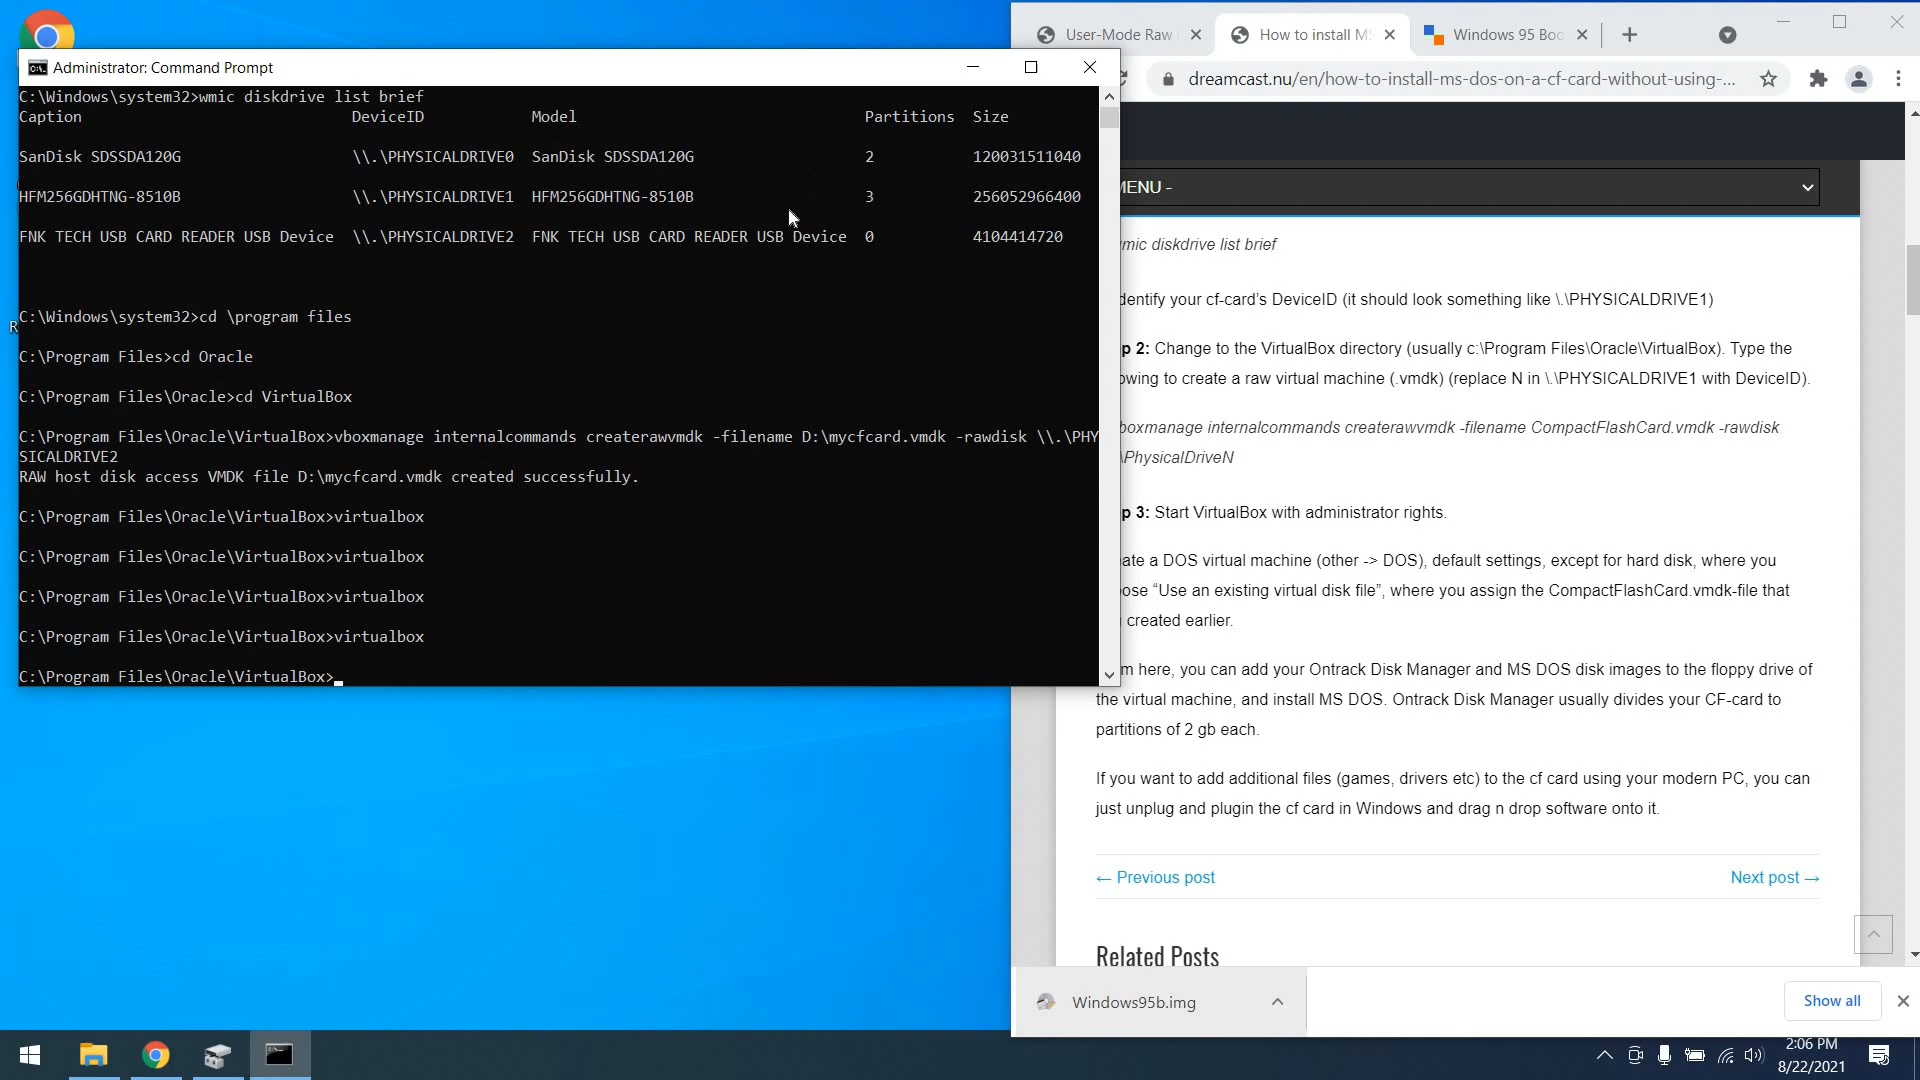 Administrator: Command Prompt
C:\Windows\system32>wmic diskdrive list brief
Caption DeviceID Model Partitions Size
SanDisk SDSSDA120G \\.\PHYSICALDRIVE0 SanDisk SDSSDA120G 2 120031511040
HFM256GDHTNG-8510B \\.\PHYSICALDRIVE1 HFM256GDHTNG-8510B 3 256052966400
FNK TECH USB CARD READER USB Device \\.\PHYSICALDRIVE2 FNK TECH USB CARD READER USB Device 0 4104414720
C:\Windows\system32>cd \program files
C:\Program Files>cd Oracle
C:\Program Files\Oracle>cd VirtualBox
C:\Program Files\Oracle\VirtualBox>vboxmanage internalcommands createrawvmdk -filename D:\mycfcard.vmdk -rawdisk \\.\PHY
SICALDRIVE2
RAW host disk access VMDK file D:\mycfcard.vmdk created successfully.
C:\Program Files\Oracle\VirtualBox>virtualbox
C:\Program Files\Oracle\VirtualBox>virtualbox
C:\Program Files\Oracle\VirtualBox>virtualbox
C:\Program Files\Oracle\VirtualBox>virtualbox
C:\Program Files\Oracle\VirtualBox>
R
User-Mode Raw
How to install MS
Windows 95 Boo
dreamcast.nu/en/how-to-install-ms-dos-on-a-cf-card-without-using-...
MENU -
mic diskdrive list brief
dentify your cf-card's DeviceID (it should look something like \.\PHYSICALDRIVE1)
p 2: Change to the VirtualBox directory (usually c:\Program Files\Oracle\VirtualBox). Type the
owing to create a raw virtual machine (.vmdk) (replace N in \.\PHYSICALDRIVE1 with DeviceID).
boxmanage internalcommands createrawvmdk -filename CompactFlashCard.vmdk -rawdisk
\PhysicalDriveN
p 3: Start VirtualBox with administrator rights.
ate a DOS virtual machine (other -> DOS), default settings, except for hard disk, where you
ose “Use an existing virtual disk file”, where you assign the CompactFlashCard.vmdk-file that
created earlier.
m here, you can add your Ontrack Disk Manager and MS DOS disk images to the floppy drive of
the virtual machine, and install MS DOS. Ontrack Disk Manager usually divides your CF-card to
partitions of 2 gb each.
If you want to add additional files (games, drivers etc) to the cf card using your modern PC, you can
just unplug and plugin the cf card in Windows and drag n drop software onto it.
← Previous post
Next post →
Related Posts
Windows95b.img
Show all
2:06 PM
8/22/2021